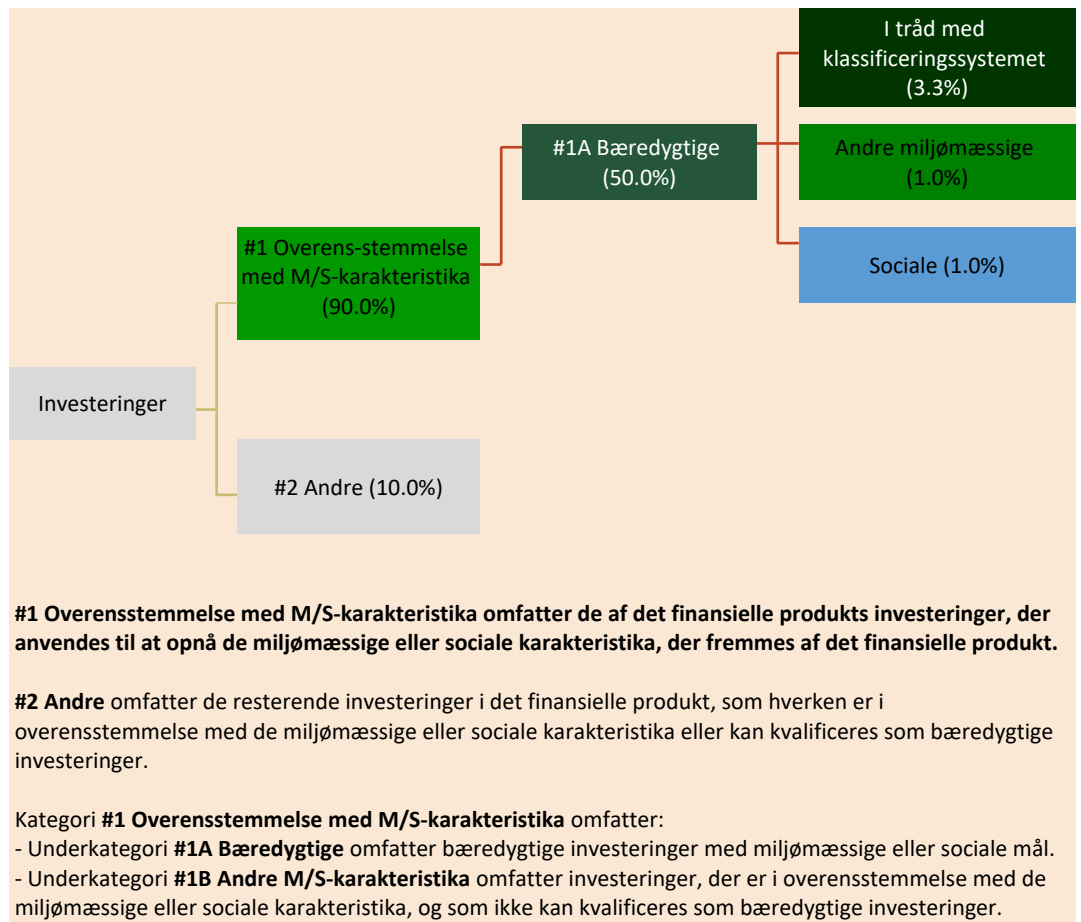 I tråd med
klassificeringssystemet
(3.3%)
#1A Bæredygtige
(50.0%)
Andre miljømæssige
(1.0%)
#1 Overens-stemmelse
med M/S-karakteristika
(90.0%)
Sociale (1.0%)
Investeringer
#2 Andre (10.0%)
#1 Overensstemmelse med M/S-karakteristika omfatter de af det finansielle produkts investeringer, der
anvendes til at opnå de miljømæssige eller sociale karakteristika, der fremmes af det finansielle produkt.
#2 Andre omfatter de resterende investeringer i det finansielle produkt, som hverken er i
overensstemmelse med de miljømæssige eller sociale karakteristika eller kan kvalificeres som bæredygtige
investeringer.
Kategori #1 Overensstemmelse med M/S-karakteristika omfatter:
- Underkategori #1A Bæredygtige omfatter bæredygtige investeringer med miljømæssige eller sociale mål.
- Underkategori #1B Andre M/S-karakteristika omfatter investeringer, der er i overensstemmelse med de
miljømæssige eller sociale karakteristika, og som ikke kan kvalificeres som bæredygtige investeringer.